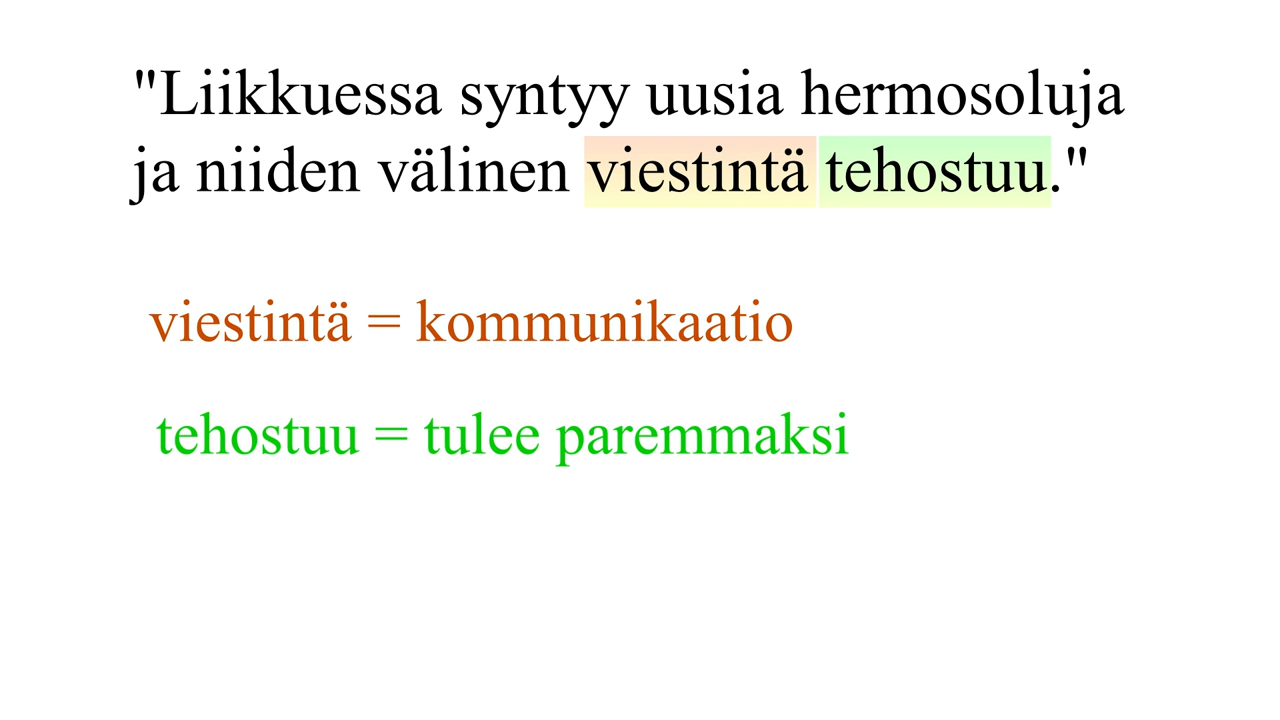 "Liikkuessa syntyy uusia hermosoluja
ja niiden välinen viestintä tehostuu."
viestintä = kommunikaatio
tehostuu = tulee paremmaksi